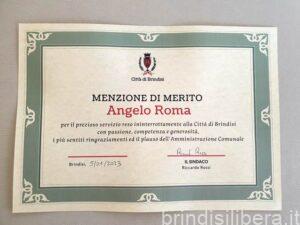 Città di Brindisi
MENZIONE DI MERITO
Angelo Roma
per il prezioso servizio reso ininterrottamente alla Città di Brindisi
con passione, competenza e generosità,
i più sentiti ringraziamenti ed il plauso dell'Amministrazione Comunale
Brindisi, 5/01/2023
IL SINDACO
Riccardo Rossi
brindisilibera.it